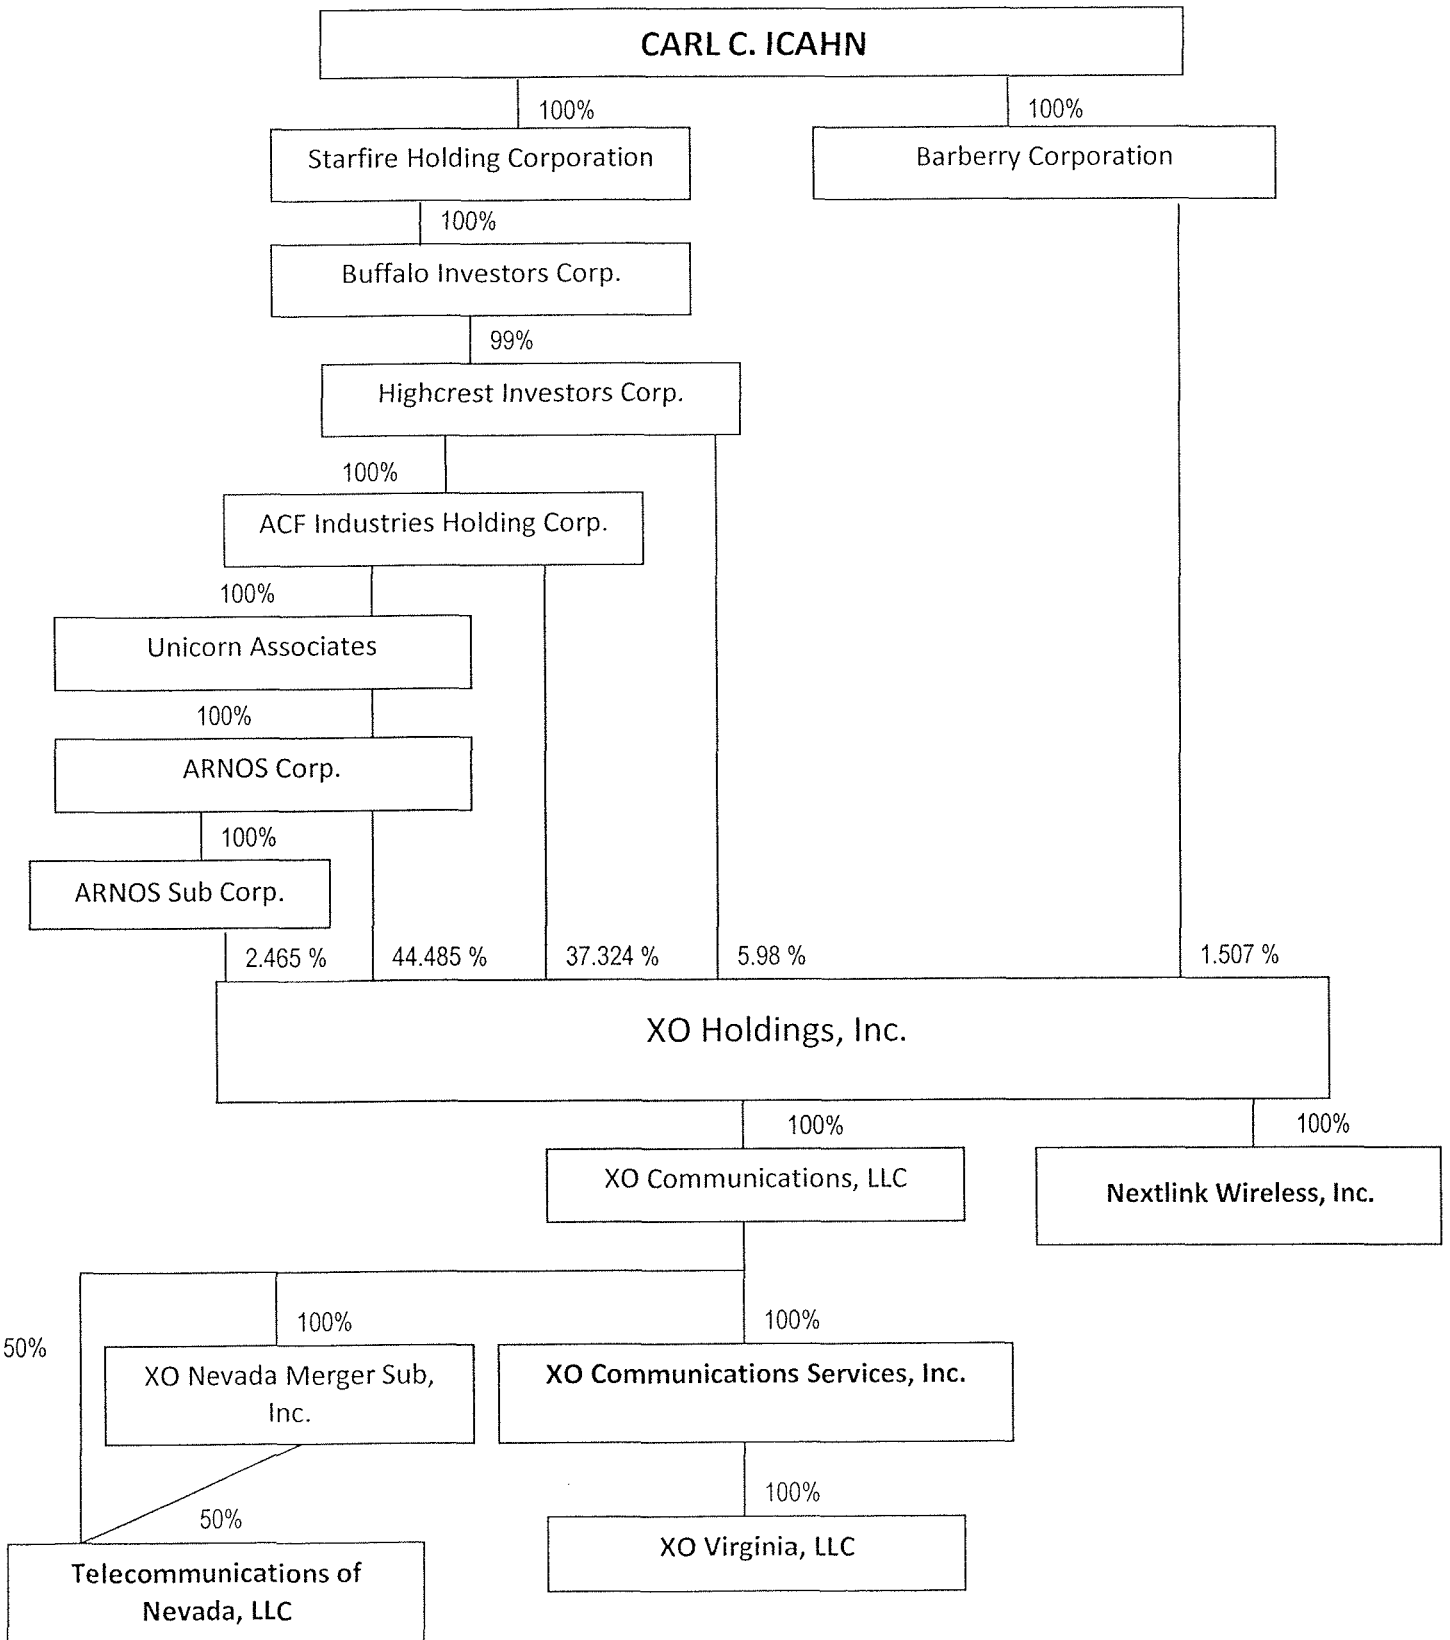 CARL C. ICAHN
100%
100%
Starfire Holding Corporation
Barberry Corporation
100%
Buffalo Investors Corp.
99%
Highcrest Investors Corp.
100%
ACF Industries Holding Corp.
100%
Unicorn Associates
100%
ARNOS Corp.
100%
ARNOS Sub Corp.
2.465 %
44.485 %
37.324 %
5.98 %
1.507 %
XO Holdings, Inc.
100%
100%
XO Communications, LLC
Nextlink Wireless, Inc.
50%
100%
100%
XO Nevada Merger Sub,
Inc.
XO Communications Services, Inc.
50%
100%
Telecommunications of
Nevada, LLC
XO Virginia, LLC